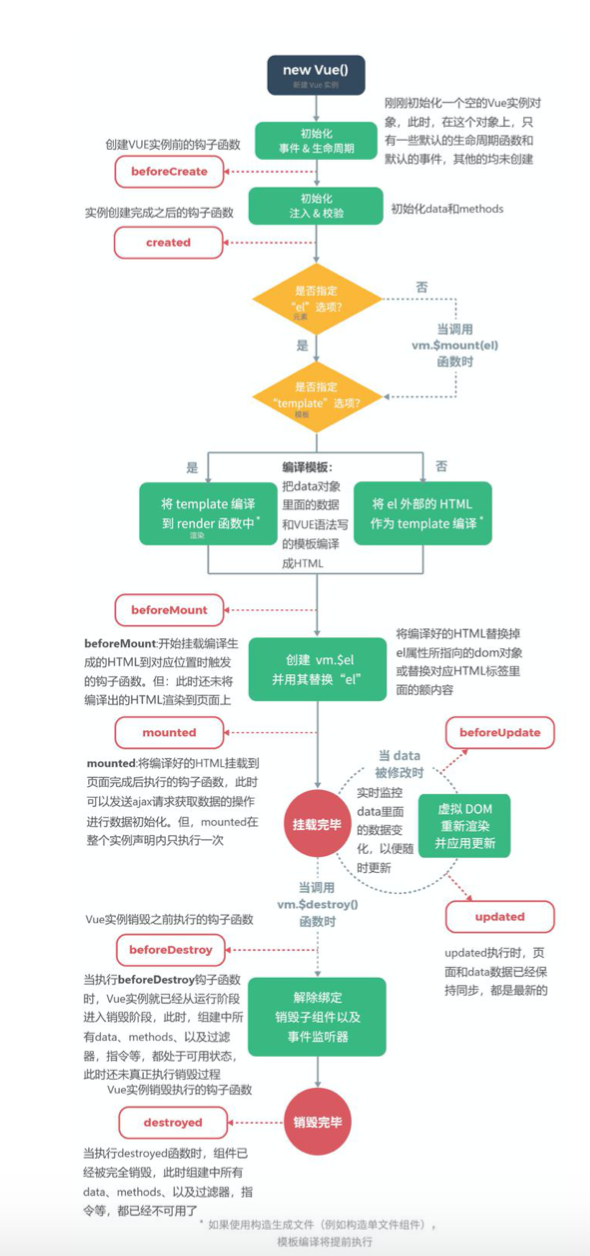 new Vue()
新建 Vue 实例
刚刚初始化一个空的Vue实例对
象，此时，在这个对象上，只
有一些默认的生命周期函数和
默认的事件，其他的均未创建
初始化
事件 & 生命周期
创建VUE实例前的钩子函数
beforeCreate
初始化
注入 & 校验
初始化data和methods
实例创建完成之后的钩子函数
created
是否指定
“el” 选项？
元素
否
当调用
vm.$mount(el)
函数时
是
是否指定
“template” 选项？
模板
是
编译模板：
把data对象
里面的数据
和VUE语法写
的模板编译
成HTML
否
将 template 编译
到 render 函数中*
渲染
将 el 外部的 HTML
作为 template 编译*
beforeMount
beforeMount:开始挂载编译生
成的HTML到对应位置时触发
的钩子函数。但：此时还未将
编译出的HTML渲染到页面上
创建 vm.$el
并用其替换 “el”
将编译好的HTML替换掉
el属性所指向的dom对象
或替换对应HTML标签里
面的额内容
mounted
mounted:将编译好的HTML挂载到
页面完成后执行的钩子函数，此时
可以发送ajax请求获取数据的操作
进行数据初始化。但，mounted在
整个实例声明内只执行一次
beforeUpdate
当 data
被修改时
实时监控
data里面
的数据变
化，以便随
时更新
挂载完毕
虚拟 DOM
重新渲染
并应用更新
updated
updated执行时，页
面和data数据已经保
持同步，都是最新的
当调用
vm.$destroy()
函数时
Vue实例销毁之前执行的钩子函数
beforeDestroy
当执行beforeDestroy钩子函数
时，Vue实例就已经从运行阶段
进入销毁阶段，此时，组建中所
有data、methods、以及过滤
器，指令等，都处于可用状态，
此时还未真正执行销毁过程
解除绑定
销毁子组件以及
事件监听器
Vue实例销毁执行的钩子函数
destroyed
销毁完毕
当执行destroyed函数时，组件已
经被完全销毁，此时组建中所有
data、methods、以及过滤器，指
令等，都已经不可用了
* 如果使用构造生成文件（例如构造单文件组件），
模板编译将提前执行